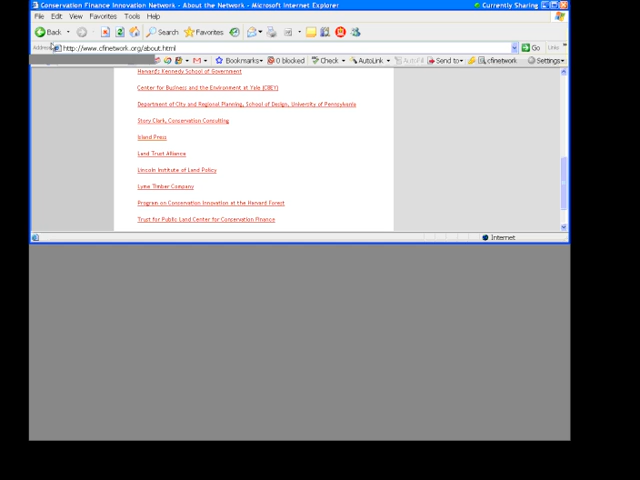 Conservation Finance Innovation Network - About the Network - Microsoft Internet Explorer
Currently Sharing
File Edit View Favorites Tools Help
Back Search Favorites
Address http://www.cfinetwork.org/about.html Go Links
Bookmarks 0 blocked Check AutoLink AutoFill Send to cfinetwork Settings
Harvard's Kennedy School of Government
Center for Business and the Environment at Yale (CBEY)
Department of City and Regional Planning, School of Design, University of Pennsylvania
Story Clark, Conservation Consulting
Island Press
Land Trust Alliance
Lincoln Institute of Land Policy
Lyme Timber Company
Program on Conservation Innovation at the Harvard Forest
Trust for Public Land Center for Conservation Finance
Internet